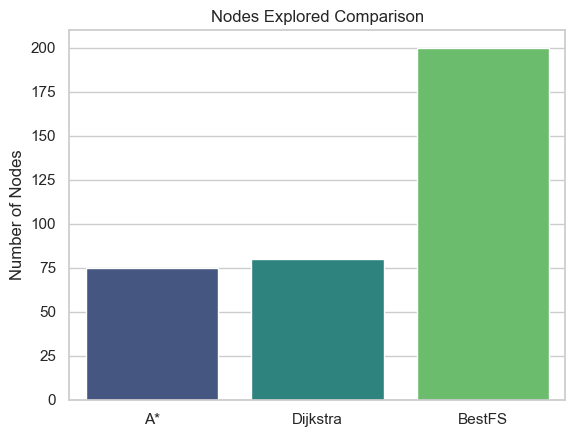 Nodes Explored Comparison
Number of Nodes
200
175
150
125
100
75
50
25
0
A*
Dijkstra
BestFS